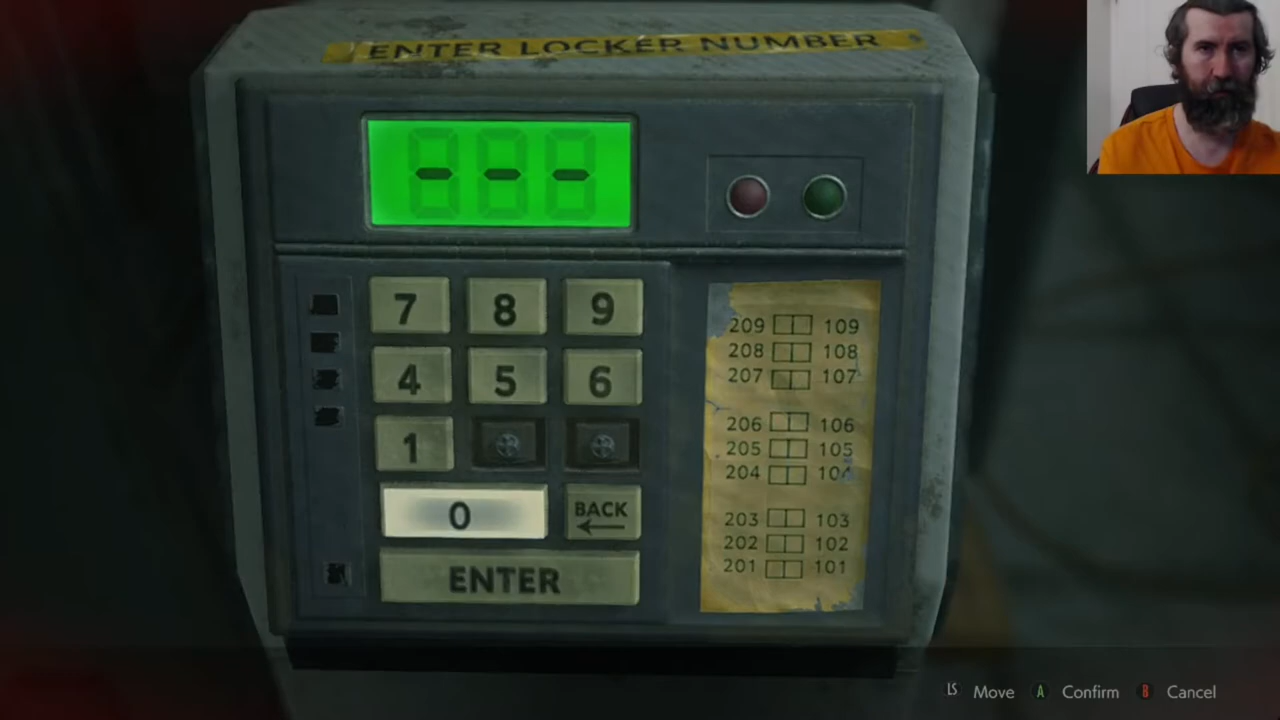 ENTER LOCKER NUMBER
7 8 9
4 5 6
1
0 BACK
ENTER
209 109
208 108
207 107
206 106
205 105
204 104
203 103
202 102
201 101
LS Move A Confirm B Cancel